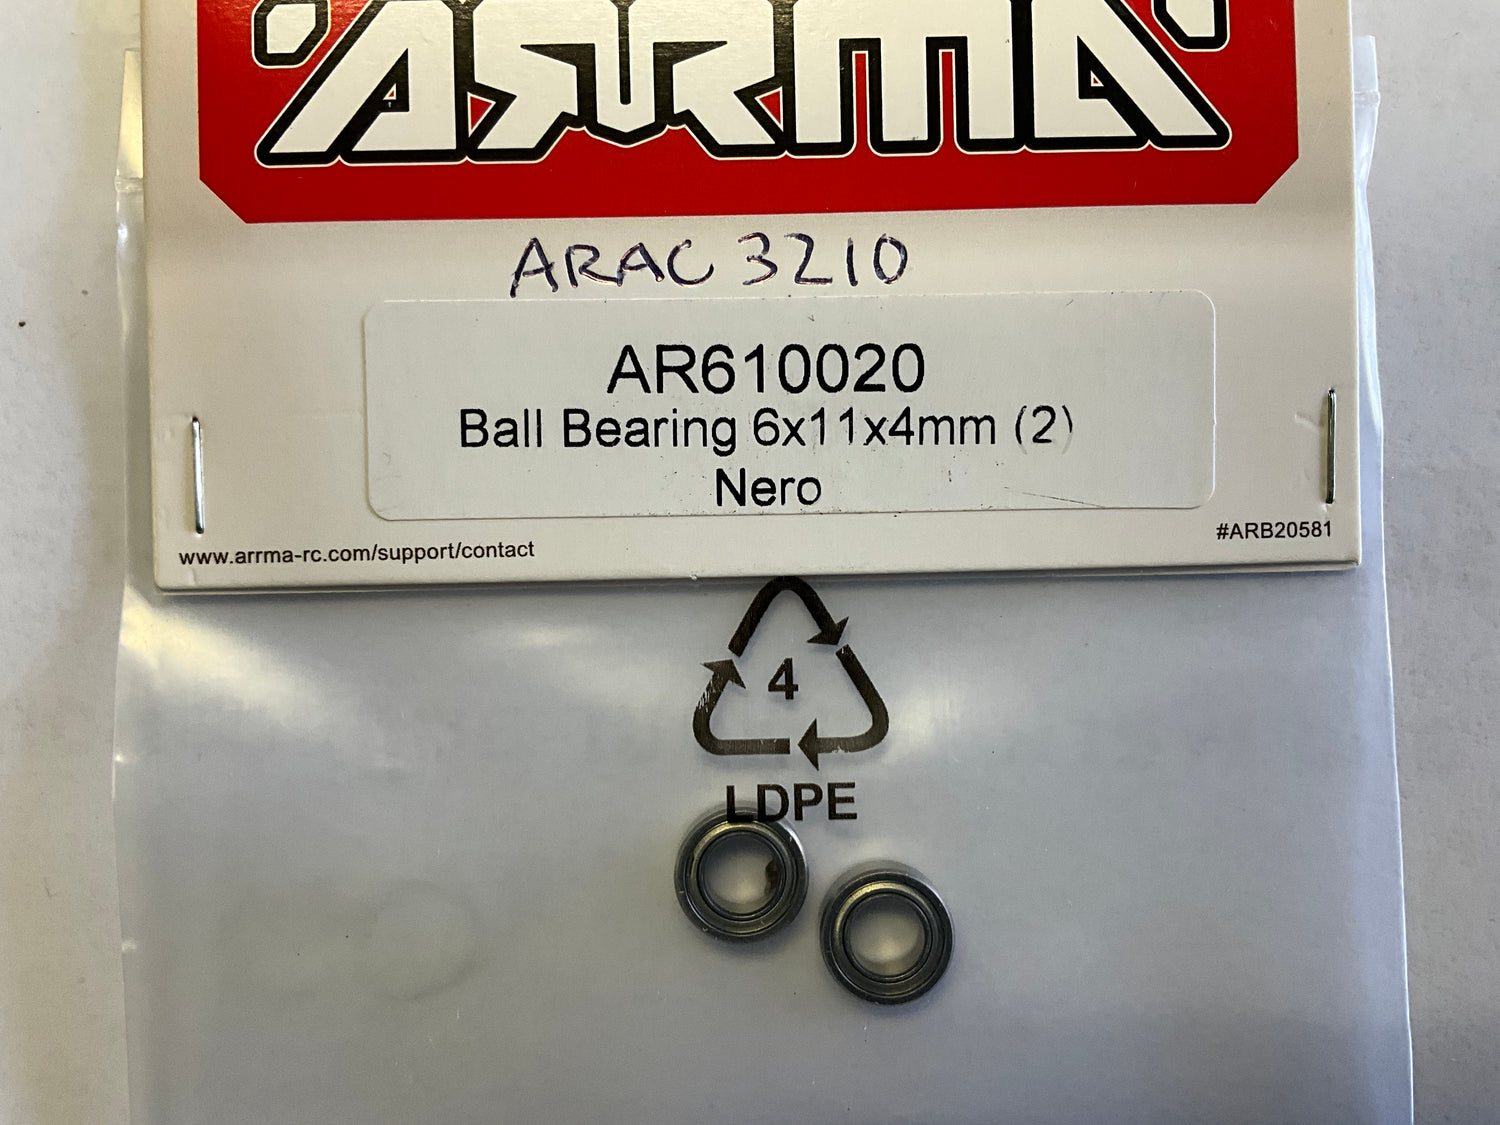 ARRMA
ARAC 3210
AR610020
Ball Bearing 6x11x4mm (2)
Nero
www.arrma-rc.com/support/contact
#ARB20581
4
LDPE